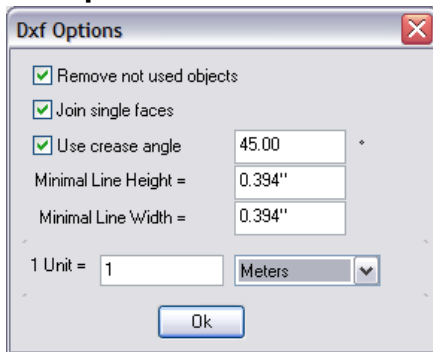 Dxf Options
Remove not used objects
Join single faces
Use crease angle 45.00 °
Minimal Line Height = 0.394"
Minimal Line Width = 0.394"
1 Unit = 1 Meters
Ok